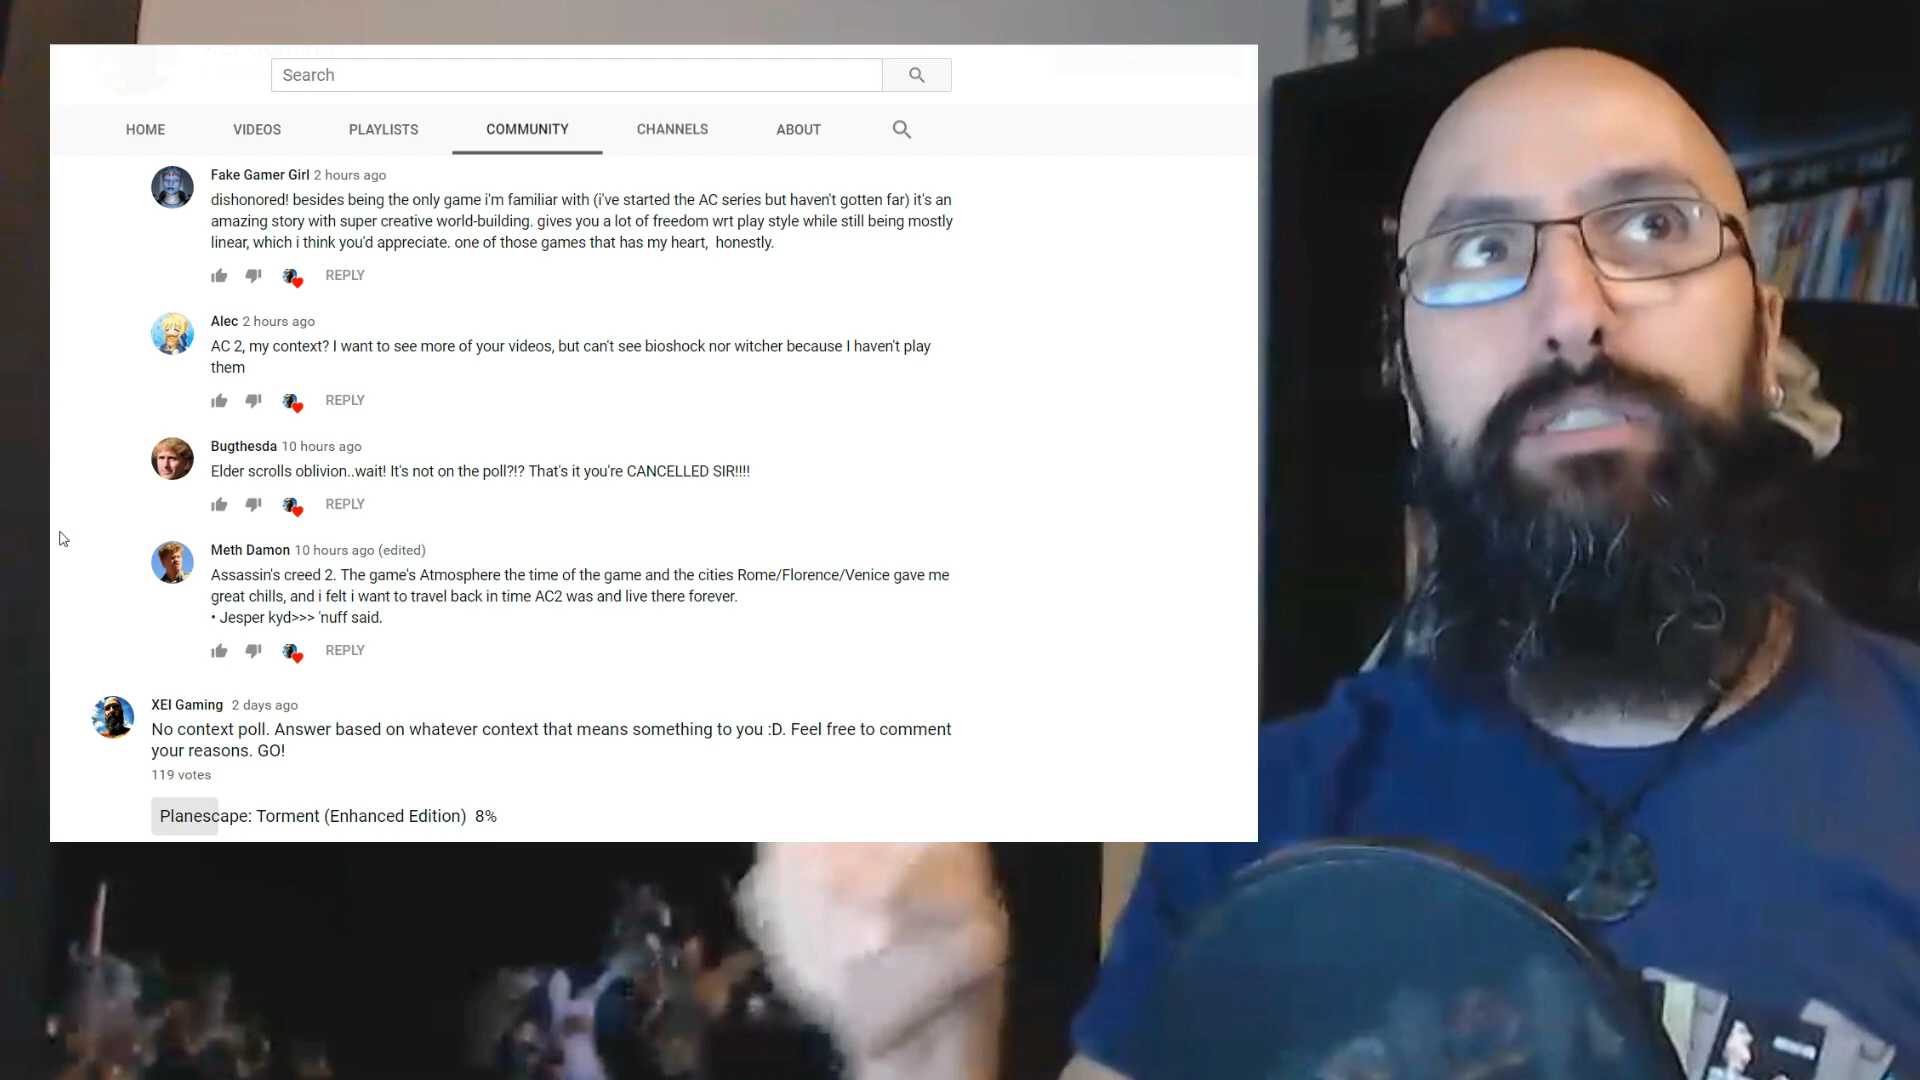 Search
HOME VIDEOS PLAYLISTS COMMUNITY CHANNELS ABOUT
Fake Gamer Girl 2 hours ago
dishonored! besides being the only game i'm familiar with (i've started the AC series but haven't gotten far) it's an
amazing story with super creative world-building. gives you a lot of freedom wrt play style while still being mostly
linear, which i think you'd appreciate. one of those games that has my heart, honestly.
REPLY
Alec 2 hours ago
AC 2, my context? I want to see more of your videos, but can't see bioshock nor witcher because I haven't play
them
REPLY
Bugthesda 10 hours ago
Elder scrolls oblivion..wait! It's not on the poll?!? That's it you're CANCELLED SIR!!!!
REPLY
Meth Damon 10 hours ago (edited)
Assassin's creed 2. The game's Atmosphere the time of the game and the cities Rome/Florence/Venice gave me
great chills, and i felt i want to travel back in time AC2 was and live there forever.
• Jesper kyd>>> 'nuff said.
REPLY
XEI Gaming 2 days ago
No context poll. Answer based on whatever context that means something to you :D. Feel free to comment
your reasons. GO!
119 votes
Planescape: Torment (Enhanced Edition) 8%